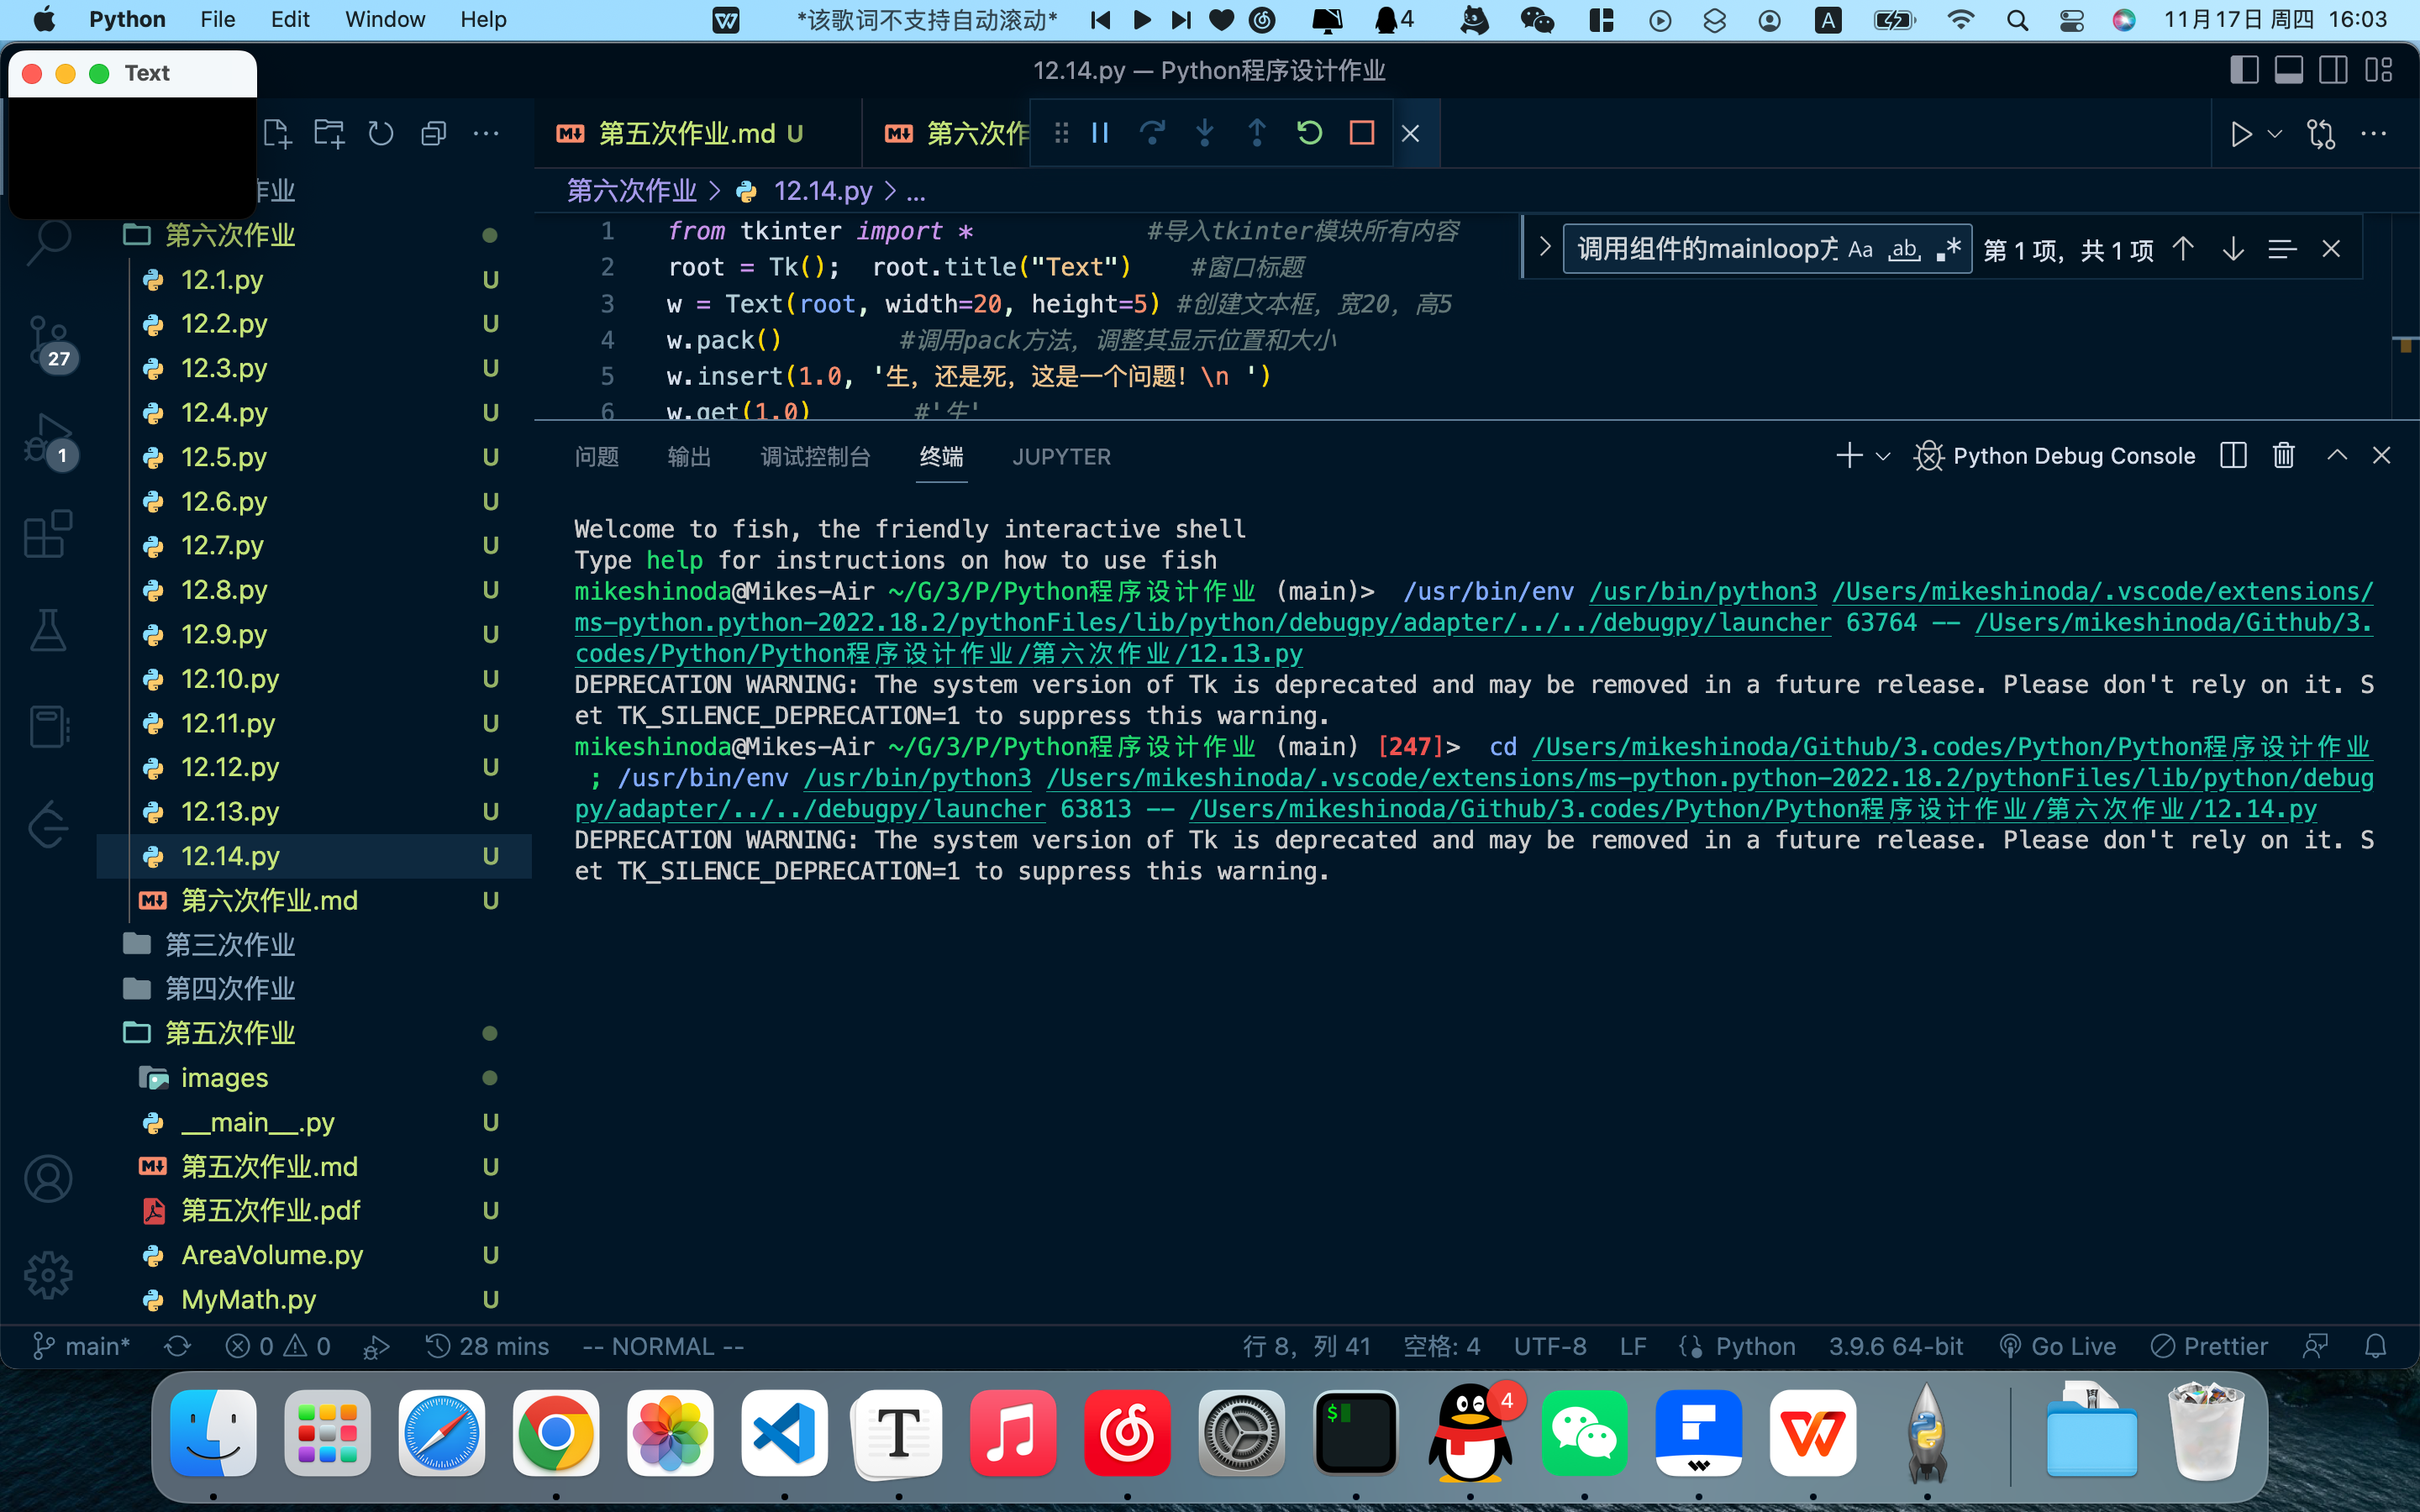 Python File Edit Window Help *该歌词不支持自动滚动* 4 A 11月17日 周四 16:03
Text
12.14.py — Python程序设计作业
第五次作业.md U
第六次作
作业
第六次作业 > 12.14.py > ...
1 from tkinter import * #导入tkinter模块所有内容
2 root = Tk(); root.title("Text") #窗口标题
3 w = Text(root, width=20, height=5) #创建文本框，宽20，高5
4 w.pack() #调用pack方法，调整其显示位置和大小
5 w.insert(1.0, '生，还是死，这是一个问题！\n ')
6 w.get(1.0) #'生'
调用组件的mainloop方 Aa ab 第 1 项，共 1 项
第六次作业
12.1.py U
12.2.py U
12.3.py U
12.4.py U
12.5.py U
12.6.py U
12.7.py U
12.8.py U
12.9.py U
12.10.py U
12.11.py U
12.12.py U
12.13.py U
12.14.py U
第六次作业.md U
第三次作业
第四次作业
第五次作业
images
__main__.py U
第五次作业.md U
第五次作业.pdf U
AreaVolume.py U
MyMath.py U
27
1
问题 输出 调试控制台 终端 JUPYTER
Python Debug Console
Welcome to fish, the friendly interactive shell
Type help for instructions on how to use fish
mikeshinoda@Mikes-Air ~/G/3/P/Python程序设计作业 (main)> /usr/bin/env /usr/bin/python3 /Users/mikeshinoda/.vscode/extensions/
ms-python.python-2022.18.2/pythonFiles/lib/python/debugpy/adapter/../../debugpy/launcher 63764 -- /Users/mikeshinoda/Github/3.
codes/Python/Python程序设计作业/第六次作业/12.13.py
DEPRECATION WARNING: The system version of Tk is deprecated and may be removed in a future release. Please don't rely on it. S
et TK_SILENCE_DEPRECATION=1 to suppress this warning.
mikeshinoda@Mikes-Air ~/G/3/P/Python程序设计作业 (main) [247]> cd /Users/mikeshinoda/Github/3.codes/Python/Python程序设计作业
; /usr/bin/env /usr/bin/python3 /Users/mikeshinoda/.vscode/extensions/ms-python.python-2022.18.2/pythonFiles/lib/python/debug
py/adapter/../../debugpy/launcher 63813 -- /Users/mikeshinoda/Github/3.codes/Python/Python程序设计作业/第六次作业/12.14.py
DEPRECATION WARNING: The system version of Tk is deprecated and may be removed in a future release. Please don't rely on it. S
et TK_SILENCE_DEPRECATION=1 to suppress this warning.
main* 0 0 28 mins -- NORMAL -- 行 8，列 41 空格: 4 UTF-8 LF Python 3.9.6 64-bit Go Live Prettier
T $ 4